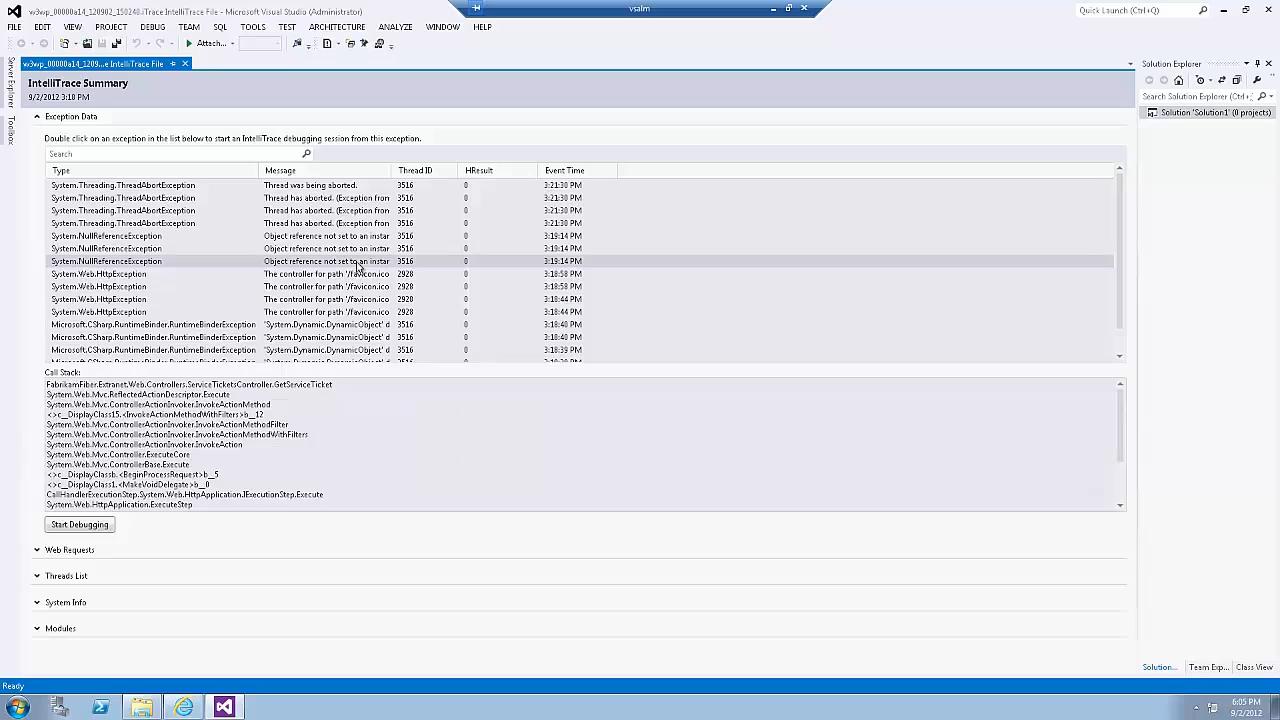 w3wp_00000a14_120902_150240.iTrace IntelliTrace File - Microsoft Visual Studio (Administrator)
vsalm
Quick Launch (Ctrl+Q)
FILE EDIT VIEW PROJECT DEBUG TEAM SQL TOOLS TEST ARCHITECTURE ANALYZE WINDOW HELP
Attach...
Server Explorer
Toolbox
w3wp_00000a14_1209...e IntelliTrace File
IntelliTrace Summary
9/2/2012 3:18 PM
Exception Data
Double click on an exception in the list below to start an IntelliTrace debugging session from this exception.
Search
Type Message Thread ID HResult Event Time
System.Threading.ThreadAbortException Thread was being aborted. 3516 0 3:21:30 PM
System.Threading.ThreadAbortException Thread has aborted. (Exception from 3516 0 3:21:30 PM
System.Threading.ThreadAbortException Thread has aborted. (Exception from 3516 0 3:21:30 PM
System.Threading.ThreadAbortException Thread has aborted. (Exception from 3516 0 3:21:30 PM
System.NullReferenceException Object reference not set to an instar 3516 0 3:19:14 PM
System.NullReferenceException Object reference not set to an instar 3516 0 3:19:14 PM
System.NullReferenceException Object reference not set to an instar 3516 0 3:19:14 PM
System.Web.HttpException The controller for path '/favicon.ico 2928 0 3:18:58 PM
System.Web.HttpException The controller for path '/favicon.ico 2928 0 3:18:58 PM
System.Web.HttpException The controller for path '/favicon.ico 2928 0 3:18:44 PM
System.Web.HttpException The controller for path '/favicon.ico 2928 0 3:18:44 PM
Microsoft.CSharp.RuntimeBinder.RuntimeBinderException 'System.Dynamic.DynamicObject' d 3516 0 3:18:40 PM
Microsoft.CSharp.RuntimeBinder.RuntimeBinderException 'System.Dynamic.DynamicObject' d 3516 0 3:18:40 PM
Microsoft.CSharp.RuntimeBinder.RuntimeBinderException 'System.Dynamic.DynamicObject' d 3516 0 3:18:39 PM
Call Stack:
FabrikamFiber.Extranet.Web.Controllers.ServiceTicketsController.GetServiceTicket
System.Web.Mvc.ReflectedActionDescriptor.Execute
System.Web.Mvc.ControllerActionInvoker.InvokeActionMethod
<>c__DisplayClass15.<InvokeActionMethodWithFilters>b__12
System.Web.Mvc.ControllerActionInvoker.InvokeActionMethodFilter
System.Web.Mvc.ControllerActionInvoker.InvokeActionMethodWithFilters
System.Web.Mvc.ControllerActionInvoker.InvokeAction
System.Web.Mvc.Controller.ExecuteCore
System.Web.Mvc.ControllerBase.Execute
<>c__DisplayClassb.<BeginProcessRequest>b__5
<>c__DisplayClass1.<MakeVoidDelegate>b__0
CallHandlerExecutionStep.System.Web.HttpApplication.IExecutionStep.Execute
System.Web.HttpApplication.ExecuteStep
Start Debugging
Web Requests
Threads List
System Info
Modules
Solution Explorer
Search Solution Explorer (Ctrl+;)
Solution 'Solution1' (0 projects)
Solution... Team Exp... Class View
Ready
6:05 PM
9/2/2012